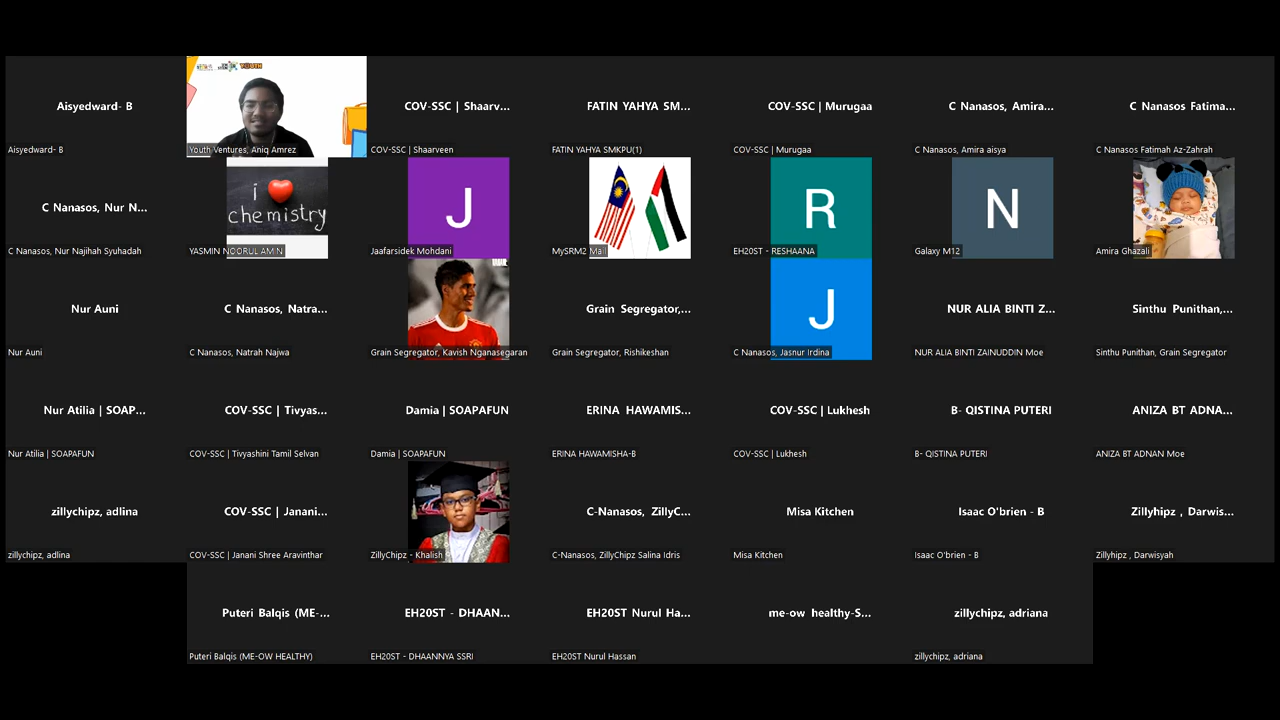 Aisyedward- B
Aisyedward- B
YOUTH
Youth Ventures, Aniq Amrez
COV-SSC | Shaarv...
COV-SSC | Shaarveen
FATIN YAHYA SM...
FATIN YAHYA SMKPU(1)
COV-SSC | Murugaa
COV-SSC | Murugaa
C Nanasos, Amira...
C Nanasos, Amira aisya
C Nanasos Fatima...
C Nanasos Fatimah Az-Zahrah
C Nanasos, Nur N...
C Nanasos, Nur Najihah Syuhadah
i
chemistry
YASMIN NOORUL AMIN
J
Jaafarsidek Mohdani
MySRM2 Mail
R
EH20ST - RESHAANA
N
Galaxy M12
Amira Ghazali
Nur Auni
Nur Auni
C Nanasos, Natra...
C Nanasos, Natrah Najwa
Grain Segregator, Kavish Nganasegaran
Grain Segregator,...
Grain Segregator, Rishikeshan
J
C Nanasos, Jasnur Irdina
NUR ALIA BINTI Z...
NUR ALIA BINTI ZAINUDDIN Moe
Sinthu Punithan,...
Sinthu Punithan, Grain Segregator
Nur Atilia | SOAP...
Nur Atilia | SOAPAFUN
COV-SSC | Tivyas...
COV-SSC | Tivyashini Tamil Selvan
Damia | SOAPAFUN
Damia | SOAPAFUN
ERINA HAWAMIS...
ERINA HAWAMISHA-B
COV-SSC | Lukhesh
COV-SSC | Lukhesh
B- QISTINA PUTERI
B- QISTINA PUTERI
ANIZA BT ADNA...
ANIZA BT ADNAN Moe
zillychipz, adlina
zillychipz, adlina
COV-SSC | Janani...
COV-SSC | Janani Shree Aravinthar
ZillyChipz - Khalish
C-Nanasos, ZillyC...
C-Nanasos, ZillyChipz Salina Idris
Misa Kitchen
Misa Kitchen
Isaac O'brien - B
Isaac O'brien - B
Zillyhipz , Darwis...
Zillyhipz , Darwisyah
Puteri Balqis (ME-...
Puteri Balqis (ME-OW HEALTHY)
EH20ST - DHAAN...
EH20ST - DHAANNYA SSRI
EH20ST Nurul Ha...
EH20ST Nurul Hassan
me-ow healthy-S...
zillychipz, adriana
zillychipz, adriana